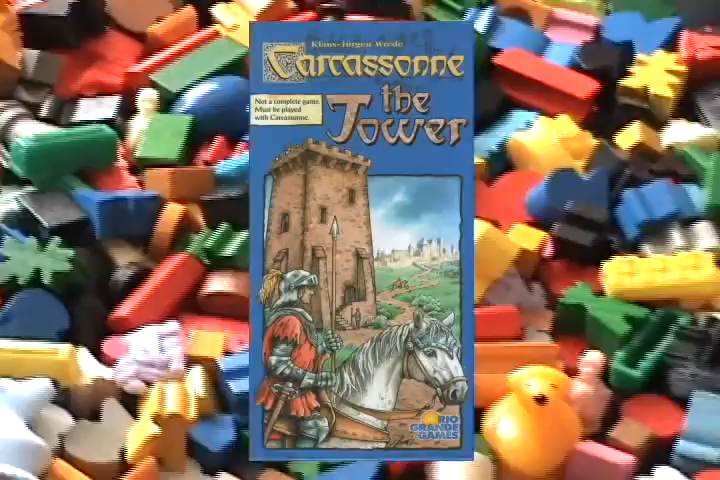 Klaus-Jürgen Wrede
Carcassonne
the
Tower
Not a complete game.
Must be played
with Carcassonne.
RIO
GRANDE
GAMES